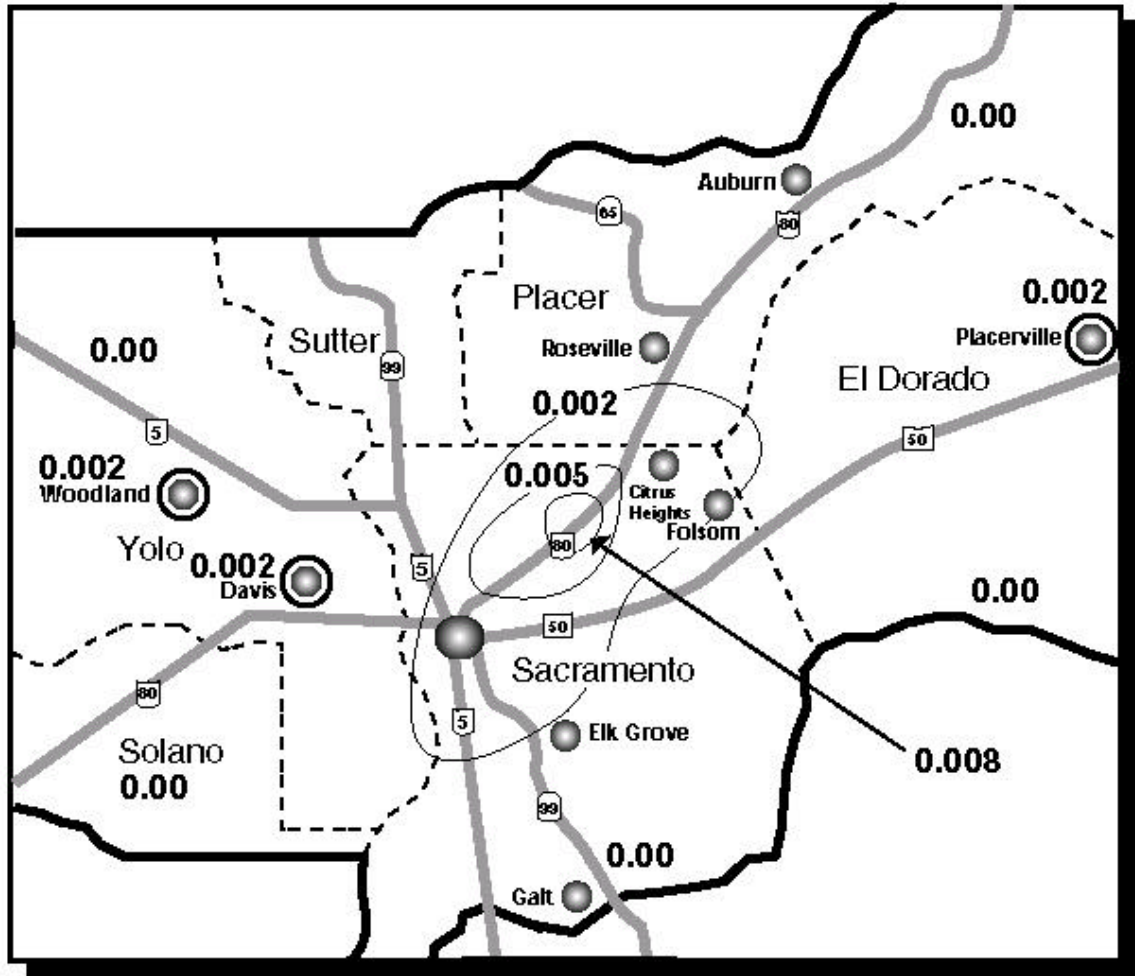 0.00
Auburn
65
80
Placer
0.002
Sutter
Placerville
Roseville
0.00
99
El Dorado
0.002
5
50
0.002
0.005
Woodland
Citrus
Heights
Folsom
Yolo
80
0.002
5
Davis
0.00
50
Sacramento
80
5
Elk Grove
Solano
0.008
0.00
99
0.00
Galt